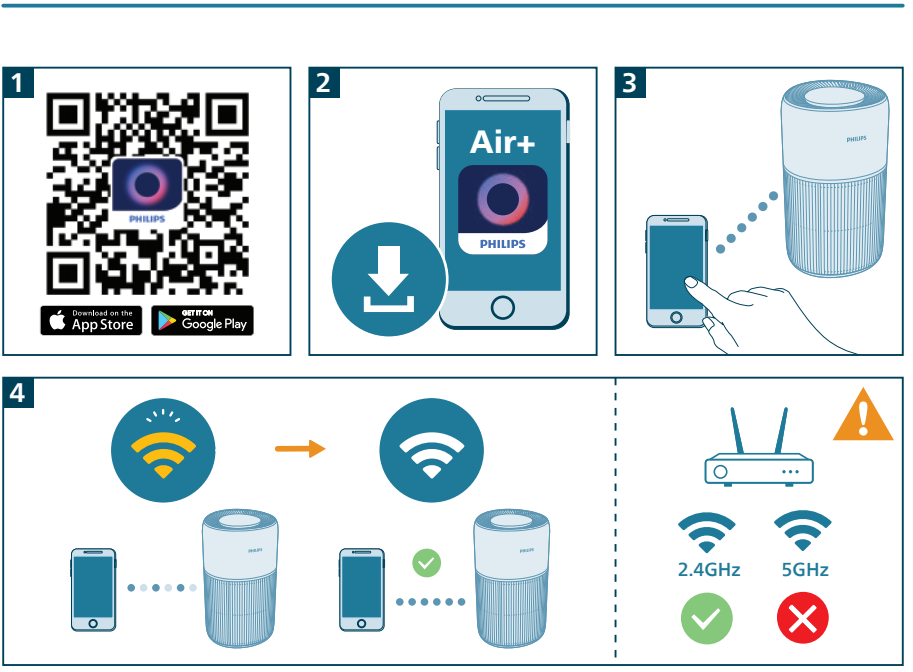 1
PHILIPS
Download on the
App Store
GET IT ON
Google Play
2
Air+
PHILIPS
3
PHILIPS
4
PHILIPS
PHILIPS
2.4GHz
5GHz